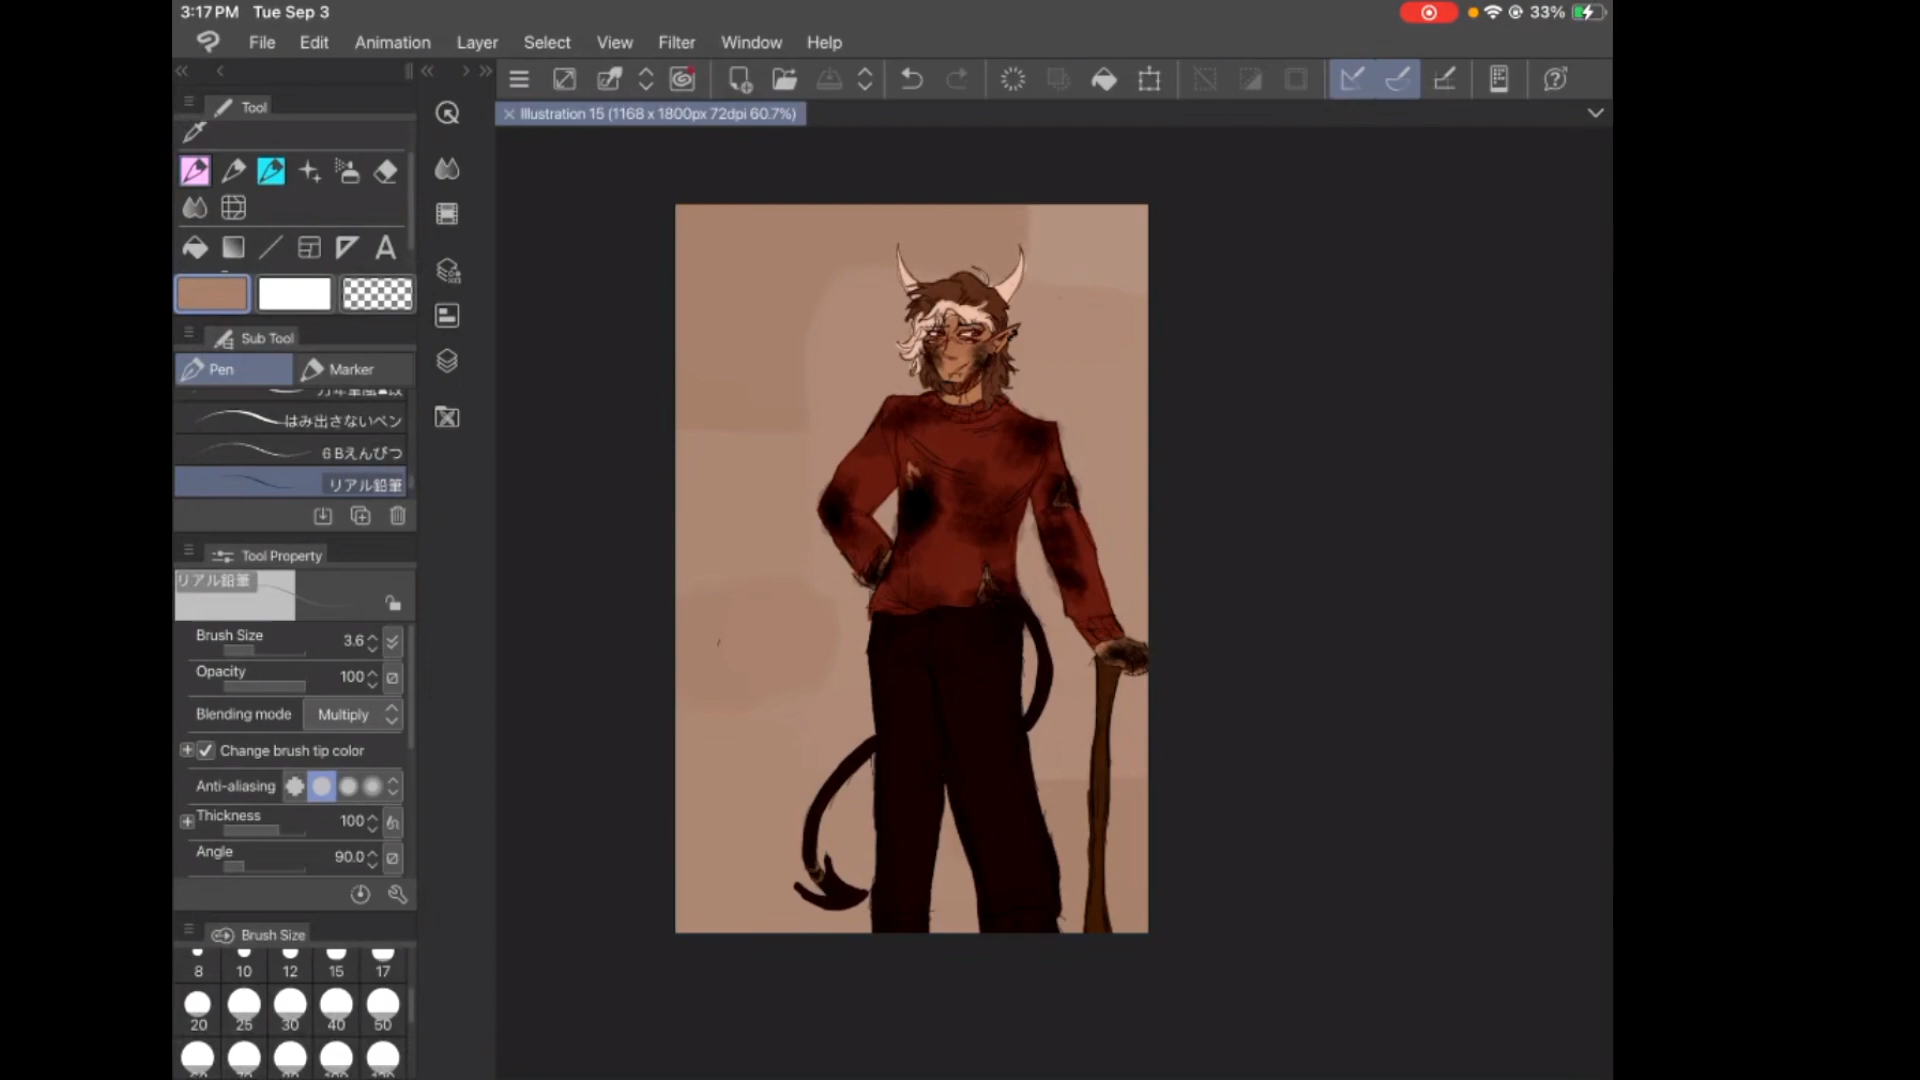 3:17 PM Tue Sep 3 33%
File Edit Animation Layer Select View Filter Window Help
Tool
Illustration 15 (1168 x 1800px 72dpi 60.7%)
A
Sub Tool
Pen Marker
はみ出さないペン
6Bえんぴつ
リアル鉛筆
Tool Property
リアル鉛筆
Brush Size 3.6
Opacity 100
Blending mode Multiply
Change brush tip color
Anti-aliasing
Thickness 100
Angle 90.0
Brush Size
8 10 12 15 17
20 25 30 40 50